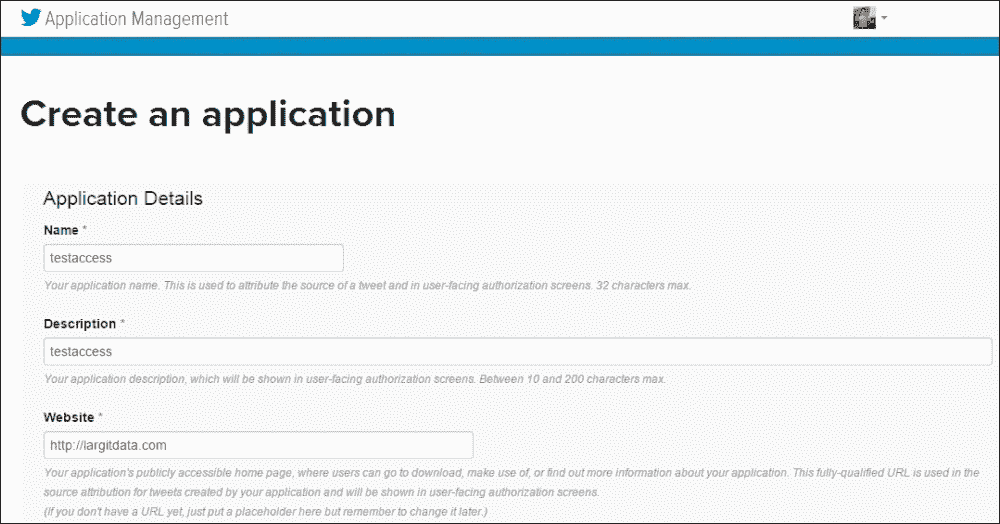 Application Management
Create an application
Application Details
Name *
testaccess
Your application name. This is used to attribute the source of a tweet and in user-facing authorization screens. 32 characters max.
Description *
testaccess
Your application description, which will be shown in user-facing authorization screens. Between 10 and 200 characters max.
Website *
http://largitdata.com
Your application's publicly accessible home page, where users can go to download, make use of, or find out more information about your application. This fully-qualified URL is used in the
source attribution for tweets created by your application and will be shown in user-facing authorization screens.
(If you don't have a URL yet, just put a placeholder here but remember to change it later.)